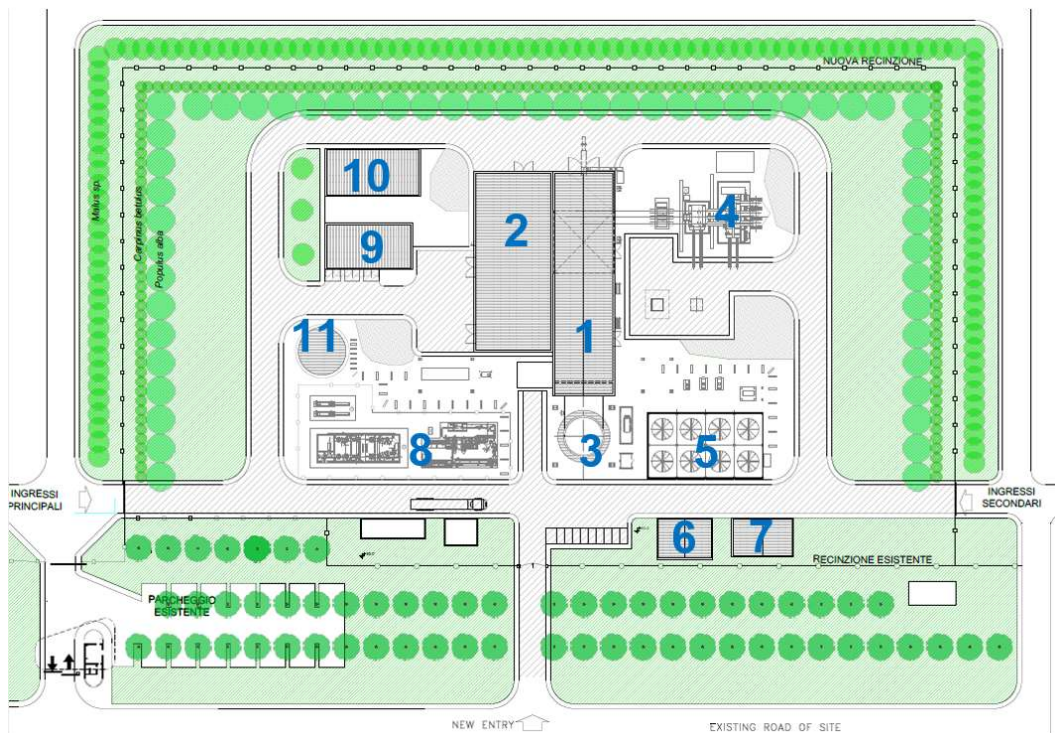 NUOVA RECINZIONE
Malus sp.
Carpinus betulus
Populus alba
10
9
2
1
4
11
8
3
5
INGRESSI
PRINCIPALI
INGRESSI
SECONDARI
6
7
RECINZIONE ESISTENTE
PARCHEGGIO
ESISTENTE
NEW ENTRY
EXISTING ROAD OF SITE